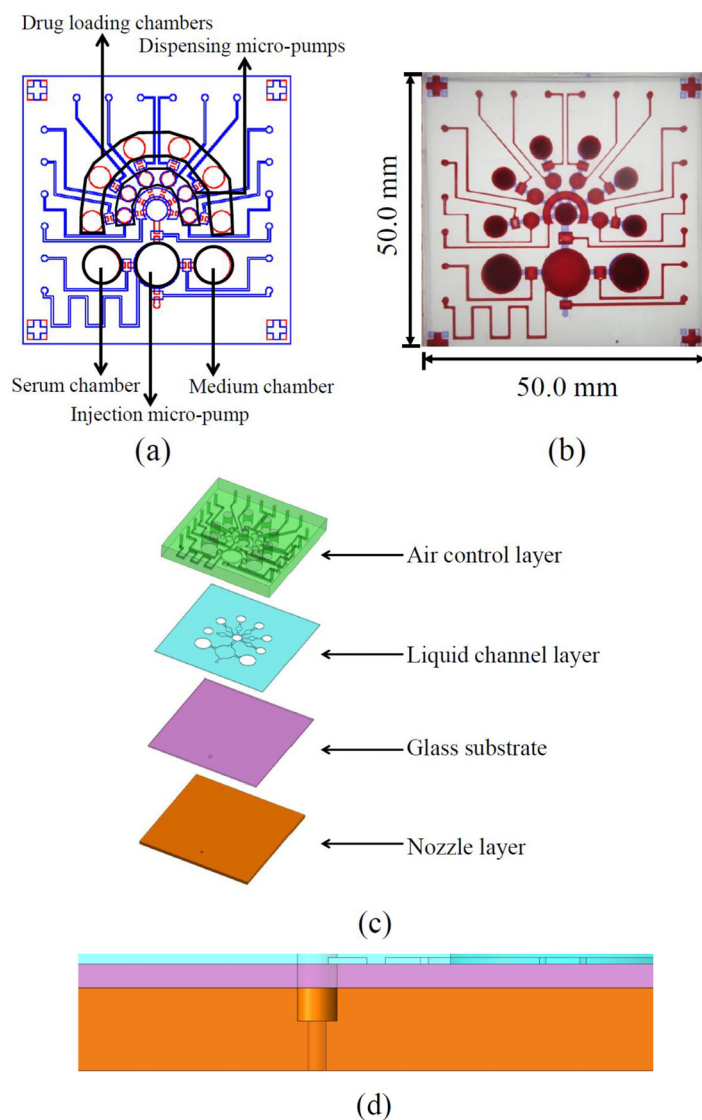 Drug loading chambers
Dispensing micro-pumps
Serum chamber
Medium chamber
Injection micro-pump
(a)
50.0 mm
50.0 mm
(b)
Air control layer
Liquid channel layer
Glass substrate
Nozzle layer
(c)
(d)